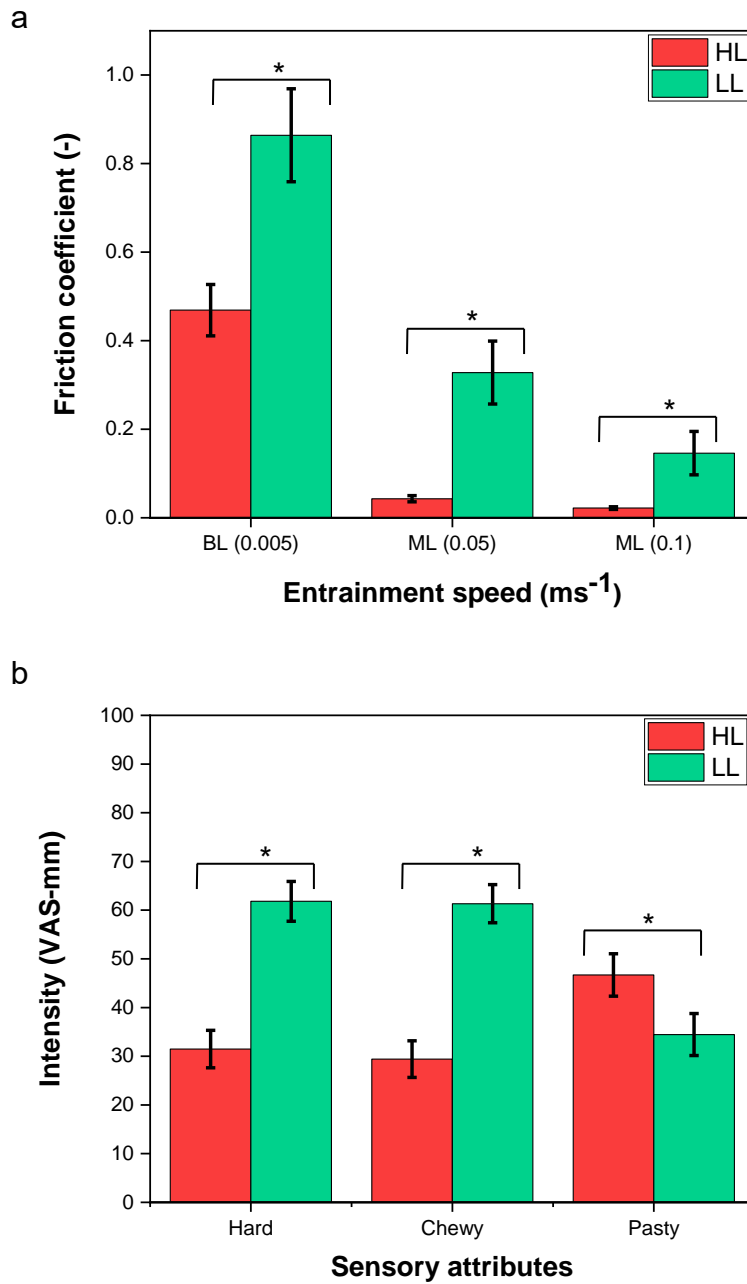 a
HL
LL
1.0
0.8
0.6
0.4
0.2
0.0
*
*
*
Friction coefficient (-)
BL (0.005) ML (0.05) ML (0.1)
Entrainment speed (ms⁻¹)
b
HL
LL
100
90
80
70
60
50
40
30
20
10
0
*
*
*
Intensity (VAS-mm)
Hard Chewy Pasty
Sensory attributes